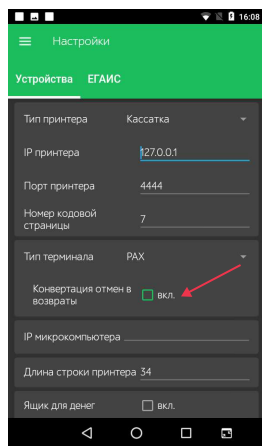 16:08
Настройки
Устройства ЕГАИС
Тип принтера Кассатка
IP принтера 127.0.0.1
Порт принтера 4444
Номер кодовой
страницы 7
Тип терминала PAX
Конвертация отмен в
возвраты вкл.
IP микрокомпьютера
Длина строки принтера 34
Ящик для денег вкл.